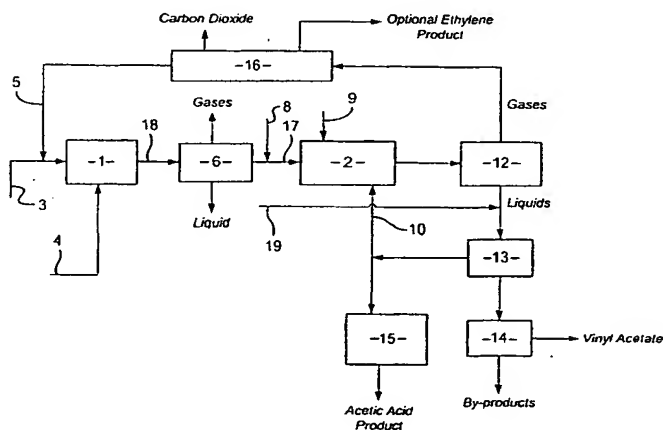 Carbon Dioxide
Optional Ethylene
Product
-16-
5
Gases
8
9
Gases
18
17
-1-
-6-
-2-
-12-
3
Liquid
Liquids
19
10
4
-13-
-15-
-14-
Vinyl Acetate
Acetic Acid
Product
By-products